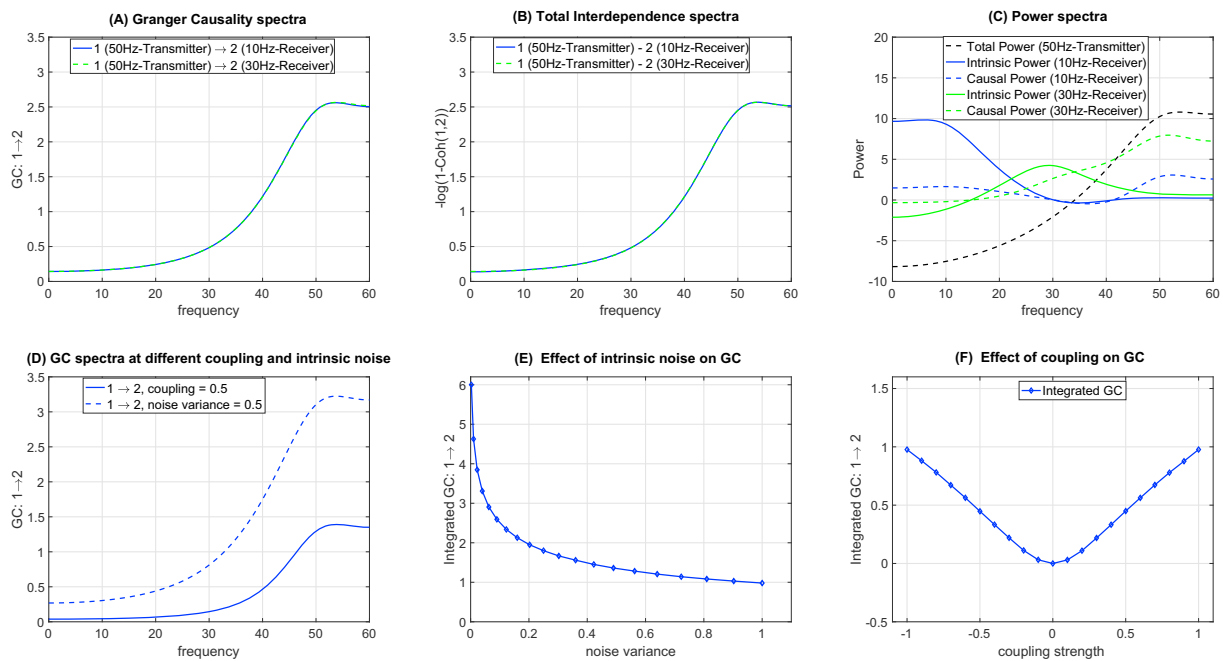 (A) Granger Causality spectra
1 (50Hz-Transmitter) → 2 (10Hz-Receiver)
1 (50Hz-Transmitter) → 2 (30Hz-Receiver)
GC: 1→2
3.5
3
2.5
2
1.5
1
0.5
0
0 10 20 30 40 50 60
frequency
(B) Total Interdependence spectra
1 (50Hz-Transmitter) - 2 (10Hz-Receiver)
1 (50Hz-Transmitter) - 2 (30Hz-Receiver)
-log(1-Coh(1,2))
3.5
3
2.5
2
1.5
1
0.5
0
0 10 20 30 40 50 60
frequency
(C) Power spectra
Total Power (50Hz-Transmitter)
Intrinsic Power (10Hz-Receiver)
Causal Power (10Hz-Receiver)
Intrinsic Power (30Hz-Receiver)
Causal Power (30Hz-Receiver)
Power
20
15
10
5
0
-5
-10
0 10 20 30 40 50 60
frequency
(D) GC spectra at different coupling and intrinsic noise
1 → 2, coupling = 0.5
1 → 2, noise variance = 0.5
GC: 1→2
3.5
3
2.5
2
1.5
1
0.5
0
0 10 20 30 40 50 60
frequency
(E) Effect of intrinsic noise on GC
Integrated GC: 1→ 2
6
5
4
3
2
1
0
0 0.2 0.4 0.6 0.8 1
noise variance
(F) Effect of coupling on GC
Integrated GC
Integrated GC: 1→ 2
1.5
1
0.5
0
-0.5
-1 -0.5 0 0.5 1
coupling strength